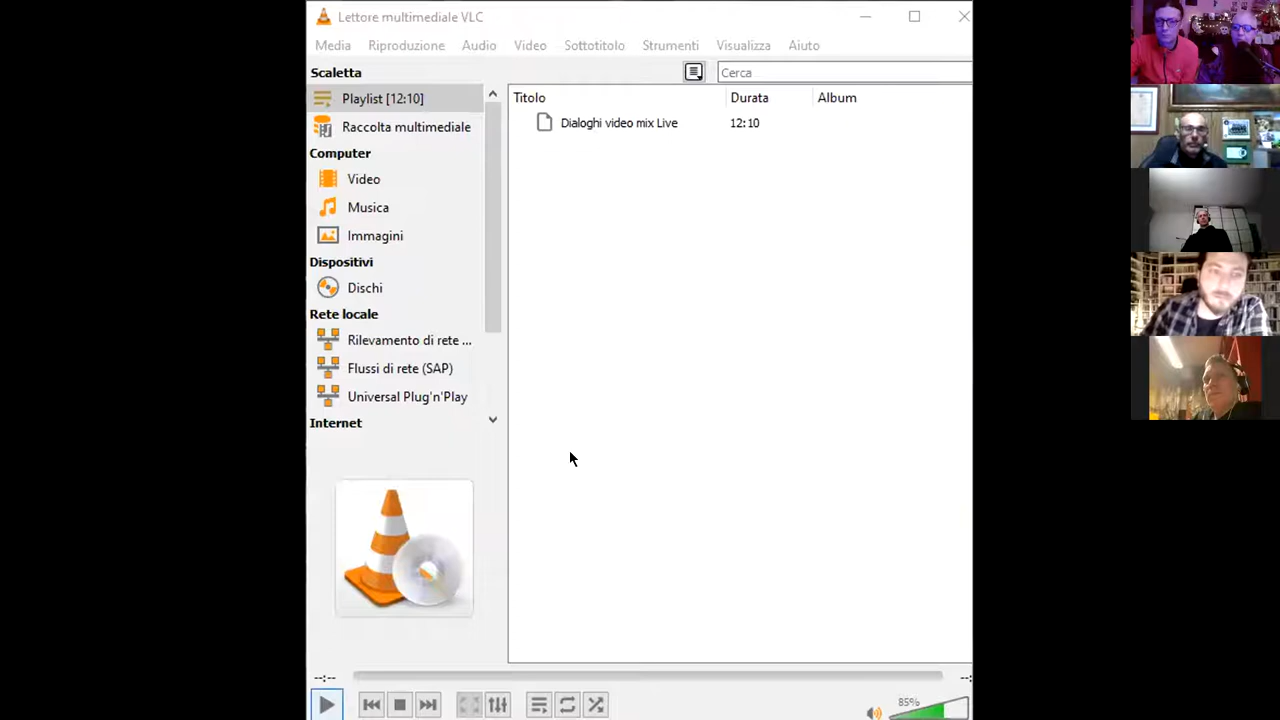 Lettore multimediale VLC
Media Riproduzione Audio Video Sottotitolo Strumenti Visualizza Aiuto
Scaletta
Cerca
Playlist [12:10]
Raccolta multimediale
Computer
Video
Musica
Immagini
Dispositivi
Dischi
Rete locale
Rilevamento di rete ...
Flussi di rete (SAP)
Universal Plug'n'Play
Internet
Titolo Durata Album
Dialoghi video mix Live 12:10
--:-- --:
85%